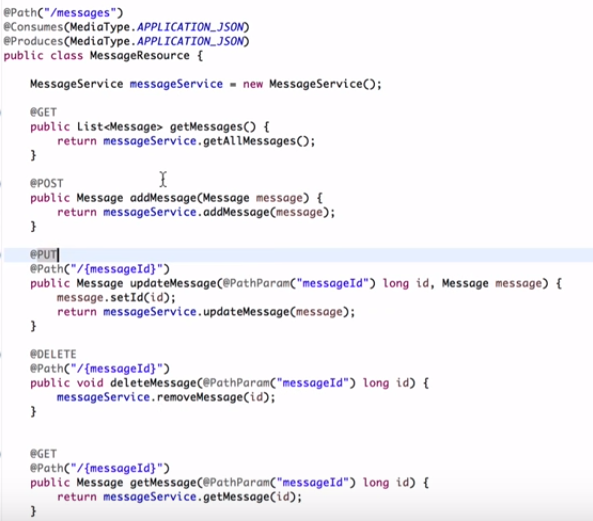 @Path("/messages")
@Consumes(MediaType.APPLICATION_JSON)
@Produces(MediaType.APPLICATION_JSON)
public class MessageResource {
MessageService messageService = new MessageService();
@GET
public List<Message> getMessages() {
return messageService.getAllMessages();
}
@POST
public Message addMessage(Message message) {
return messageService.addMessage(message);
}
@PUT
@Path("/{messageId}")
public Message updateMessage(@PathParam("messageId") long id, Message message) {
message.setId(id);
return messageService.updateMessage(message);
}
@DELETE
@Path("/{messageId}")
public void deleteMessage(@PathParam("messageId") long id) {
messageService.removeMessage(id);
}
@GET
@Path("/{messageId}")
public Message getMessage(@PathParam("messageId") long id) {
return messageService.getMessage(id);
}